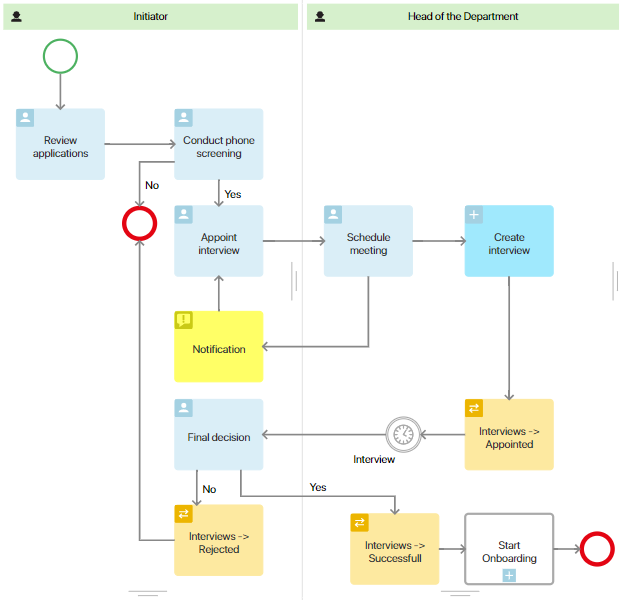 Initiator
Head of the Department
Review
applications
Conduct phone
screening
No
Yes
Appoint
interview
Schedule
meeting
Create
interview
Notification
Final decision
Interview
Interviews ->
Appointed
No
Yes
Interviews ->
Rejected
Interviews ->
Successfull
Start
Onboarding